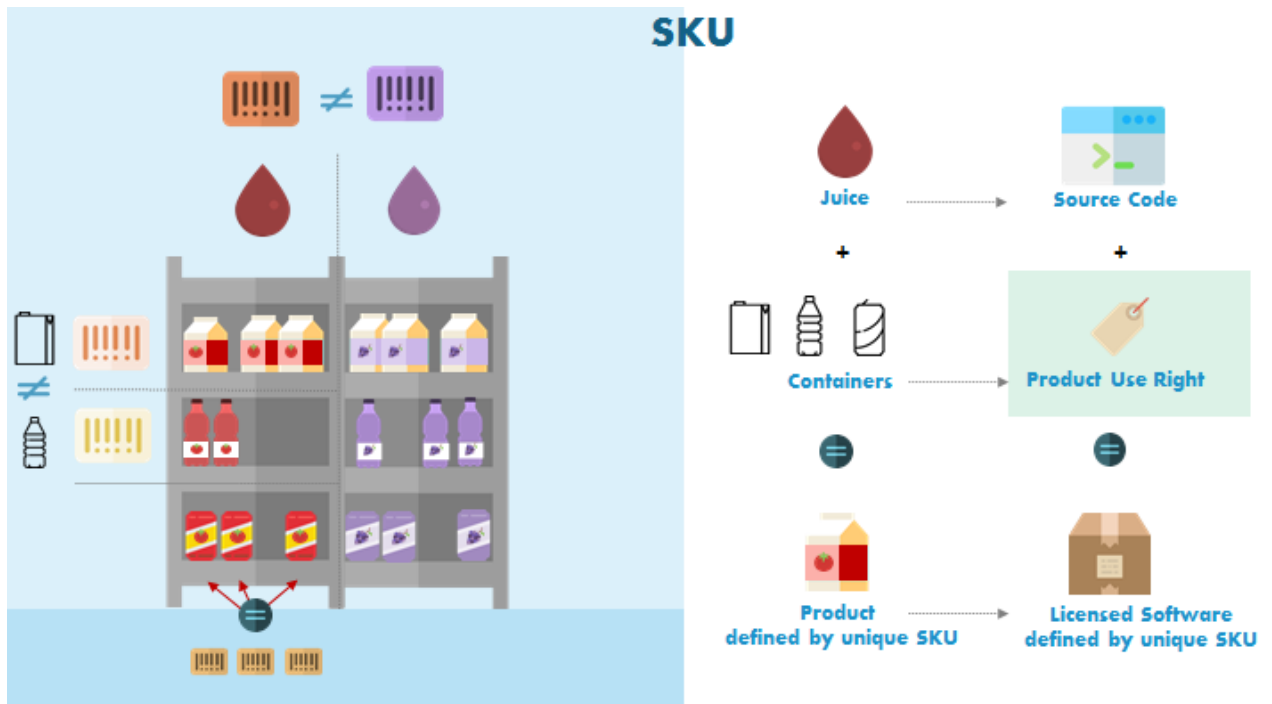 SKU
Juice
Source Code
+
+
Containers
Product Use Right
=
=
Product
defined by unique SKU
Licensed Software
defined by unique SKU
≠
≠
=